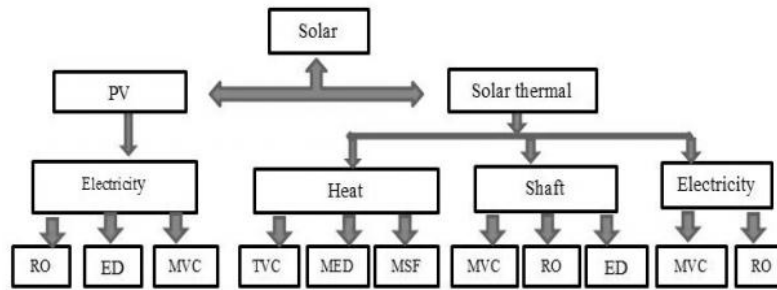 Solar
PV
Solar thermal
Electricity
Heat
Shaft
Electricity
RO
ED
MVC
TVC
MED
MSF
MVC
RO
ED
MVC
RO